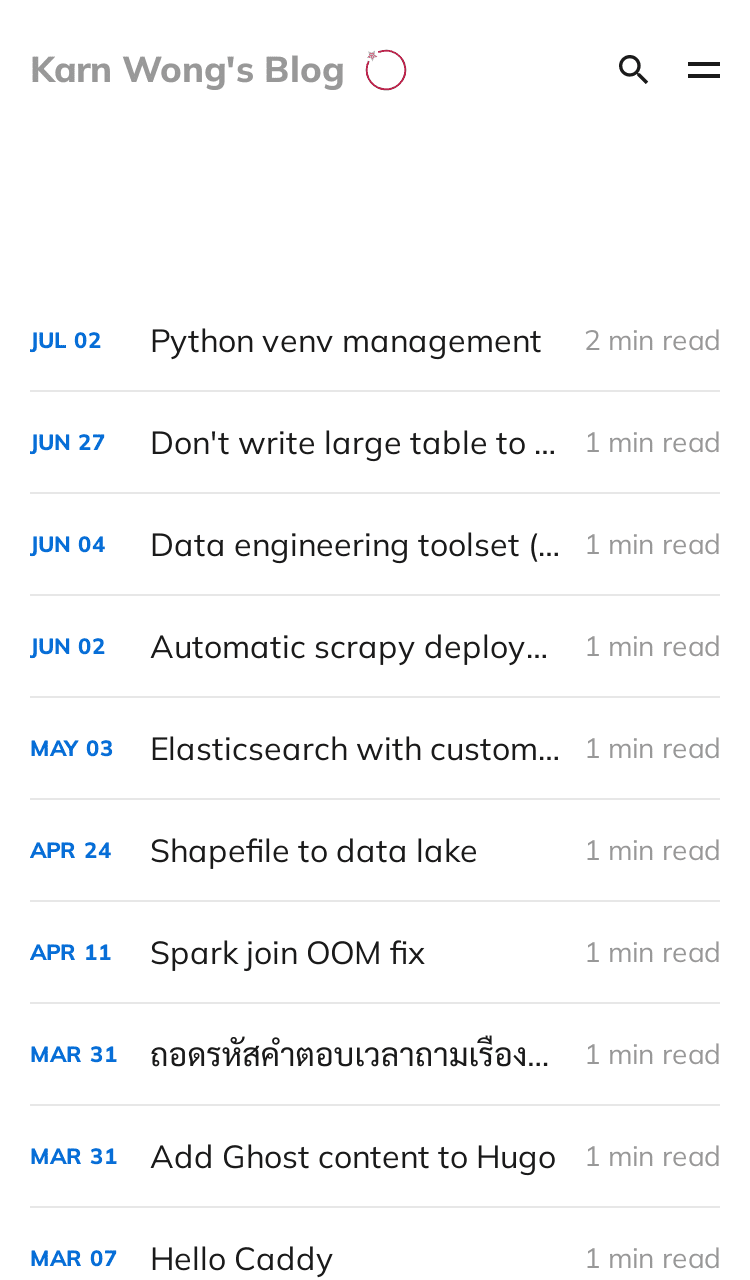 Karn Wong's Blog
JUL 02 Python venv management 2 min read
JUN 27 Don't write large table to ... 1 min read
JUN 04 Data engineering toolset (... 1 min read
JUN 02 Automatic scrapy deploy... 1 min read
MAY 03 Elasticsearch with custom... 1 min read
APR 24 Shapefile to data lake 1 min read
APR 11 Spark join OOM fix 1 min read
MAR 31 ถอดรหัสคำตอบเวลาถามเรื่อง... 1 min read
MAR 31 Add Ghost content to Hugo 1 min read
MAR 07 Hello Caddy 1 min read